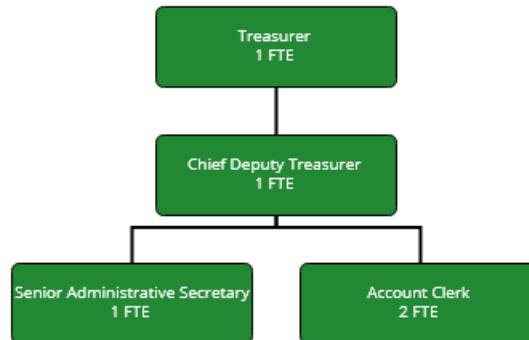 Treasurer
1 FTE
Chief Deputy Treasurer
1 FTE
Senior Administrative Secretary
1 FTE
Account Clerk
2 FTE